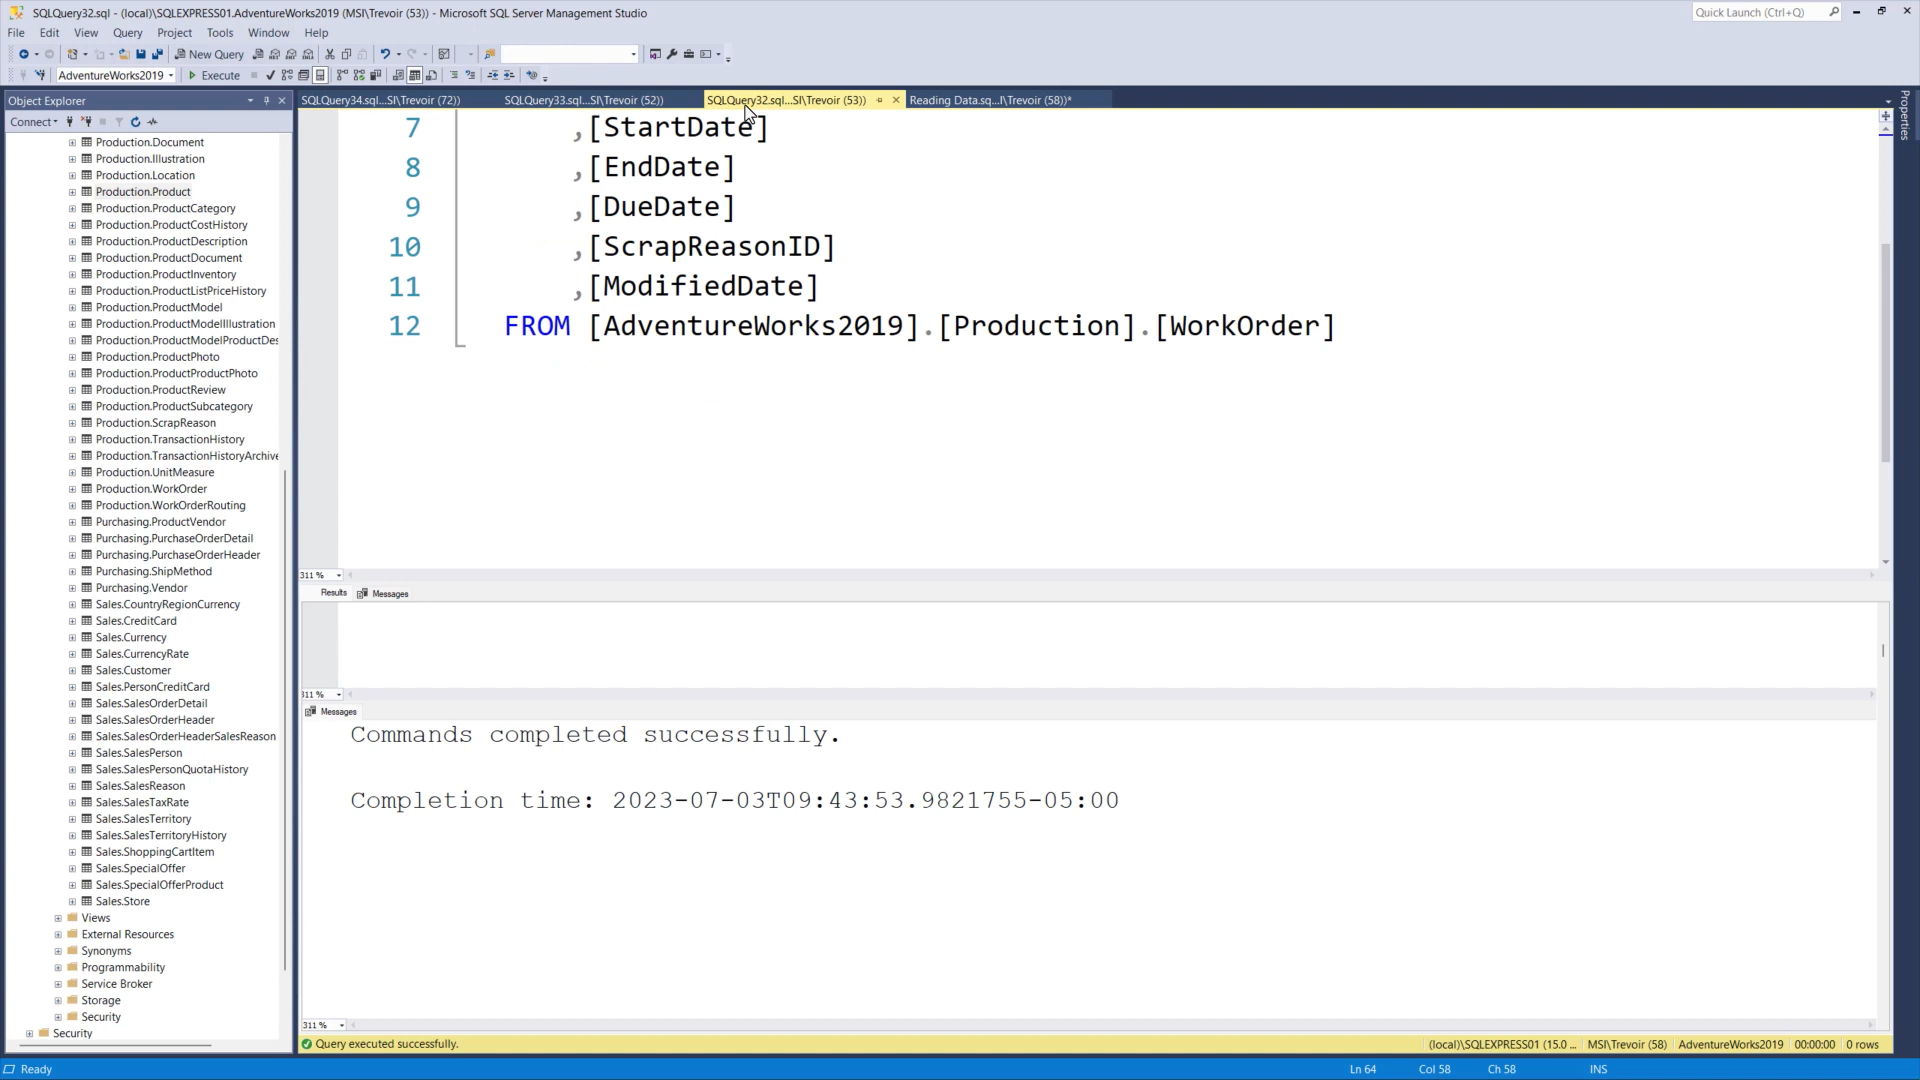 SQLQuery32.sql - (local)\SQLEXPRESS01.AdventureWorks2019 (MSI\Trevoir (53)) - Microsoft SQL Server Management Studio
Quick Launch (Ctrl+Q)
File Edit View Query Project Tools Window Help
New Query
AdventureWorks2019 Execute
Object Explorer
Connect
SQLQuery34.sql...SI\Trevoir (72))
SQLQuery33.sql...SI\Trevoir (52))
SQLQuery32.sql...SI\Trevoir (53))
Reading Data.sq...I\Trevoir (58))*
Properties
Production.Document
Production.Illustration
Production.Location
Production.Product
Production.ProductCategory
Production.ProductCostHistory
Production.ProductDescription
Production.ProductDocument
Production.ProductInventory
Production.ProductListPriceHistory
Production.ProductModel
Production.ProductModelIllustration
Production.ProductModelProductDes
Production.ProductPhoto
Production.ProductProductPhoto
Production.ProductReview
Production.ProductSubcategory
Production.ScrapReason
Production.TransactionHistory
Production.TransactionHistoryArchive
Production.UnitMeasure
Production.WorkOrder
Production.WorkOrderRouting
Purchasing.ProductVendor
Purchasing.PurchaseOrderDetail
Purchasing.PurchaseOrderHeader
Purchasing.ShipMethod
Purchasing.Vendor
Sales.CountryRegionCurrency
Sales.CreditCard
Sales.Currency
Sales.CurrencyRate
Sales.Customer
Sales.PersonCreditCard
Sales.SalesOrderDetail
Sales.SalesOrderHeader
Sales.SalesOrderHeaderSalesReason
Sales.SalesPerson
Sales.SalesPersonQuotaHistory
Sales.SalesReason
Sales.SalesTaxRate
Sales.SalesTerritory
Sales.SalesTerritoryHistory
Sales.ShoppingCartItem
Sales.SpecialOffer
Sales.SpecialOfferProduct
Sales.Store
Views
External Resources
Synonyms
Programmability
Service Broker
Storage
Security
Security
7 ,[StartDate]
8 ,[EndDate]
9 ,[DueDate]
10 ,[ScrapReasonID]
11 ,[ModifiedDate]
12 FROM [AdventureWorks2019].[Production].[WorkOrder]
311 %
Results Messages
311 %
Messages
Commands completed successfully.
Completion time: 2023-07-03T09:43:53.9821755-05:00
311 %
Query executed successfully.
(local)\SQLEXPRESS01 (15.0 ... MSI\Trevoir (58) AdventureWorks2019 00:00:00 0 rows
Ready
Ln 64 Col 58 Ch 58 INS